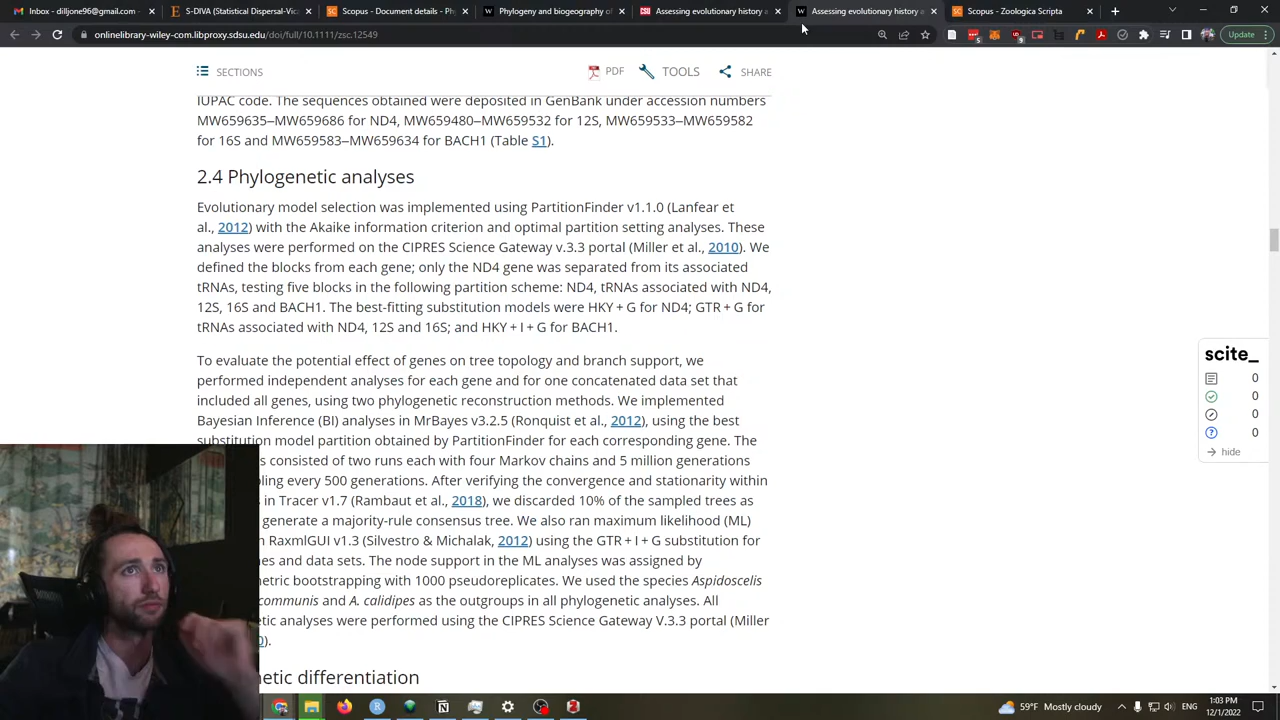 Inbox - dilljone96@gmail.com
S-DIVA (Statistical Dispersal-Vic
Scopus - Document details - Ph
Phylogeny and biogeography of
Assessing evolutionary history a
Assessing evolutionary history a
Scopus - Zoologica Scripta
onlinelibrary-wiley-com.libproxy.sdsu.edu/doi/full/10.1111/zsc.12549
Update
SECTIONS
PDF
TOOLS
SHARE
IUPAC code. The sequences obtained were deposited in GenBank under accession numbers
MW659635–MW659686 for ND4, MW659480–MW659532 for 12S, MW659533–MW659582
for 16S and MW659583–MW659634 for BACH1 (Table S1).
2.4 Phylogenetic analyses
Evolutionary model selection was implemented using PartitionFinder v1.1.0 (Lanfear et
al., 2012) with the Akaike information criterion and optimal partition setting analyses. These
analyses were performed on the CIPRES Science Gateway v.3.3 portal (Miller et al., 2010). We
defined the blocks from each gene; only the ND4 gene was separated from its associated
tRNAs, testing five blocks in the following partition scheme: ND4, tRNAs associated with ND4,
12S, 16S and BACH1. The best-fitting substitution models were HKY + G for ND4; GTR + G for
tRNAs associated with ND4, 12S and 16S; and HKY + I + G for BACH1.
To evaluate the potential effect of genes on tree topology and branch support, we
performed independent analyses for each gene and for one concatenated data set that
included all genes, using two phylogenetic reconstruction methods. We implemented
Bayesian Inference (BI) analyses in MrBayes v3.2.5 (Ronquist et al., 2012), using the best
substitution model partition obtained by PartitionFinder for each corresponding gene. The
s consisted of two runs each with four Markov chains and 5 million generations
ling every 500 generations. After verifying the convergence and stationarity within
in Tracer v1.7 (Rambaut et al., 2018), we discarded 10% of the sampled trees as
generate a majority-rule consensus tree. We also ran maximum likelihood (ML)
n RaxmlGUI v1.3 (Silvestro & Michalak, 2012) using the GTR + I + G substitution for
nes and data sets. The node support in the ML analyses was assigned by
metric bootstrapping with 1000 pseudoreplicates. We used the species Aspidoscelis
communis and A. calidipes as the outgroups in all phylogenetic analyses. All
etic analyses were performed using the CIPRES Science Gateway V.3.3 portal (Miller
0).
netic differentiation
scite_
0
0
0
0
hide
59°F Mostly cloudy
ENG
1:03 PM
12/1/2022